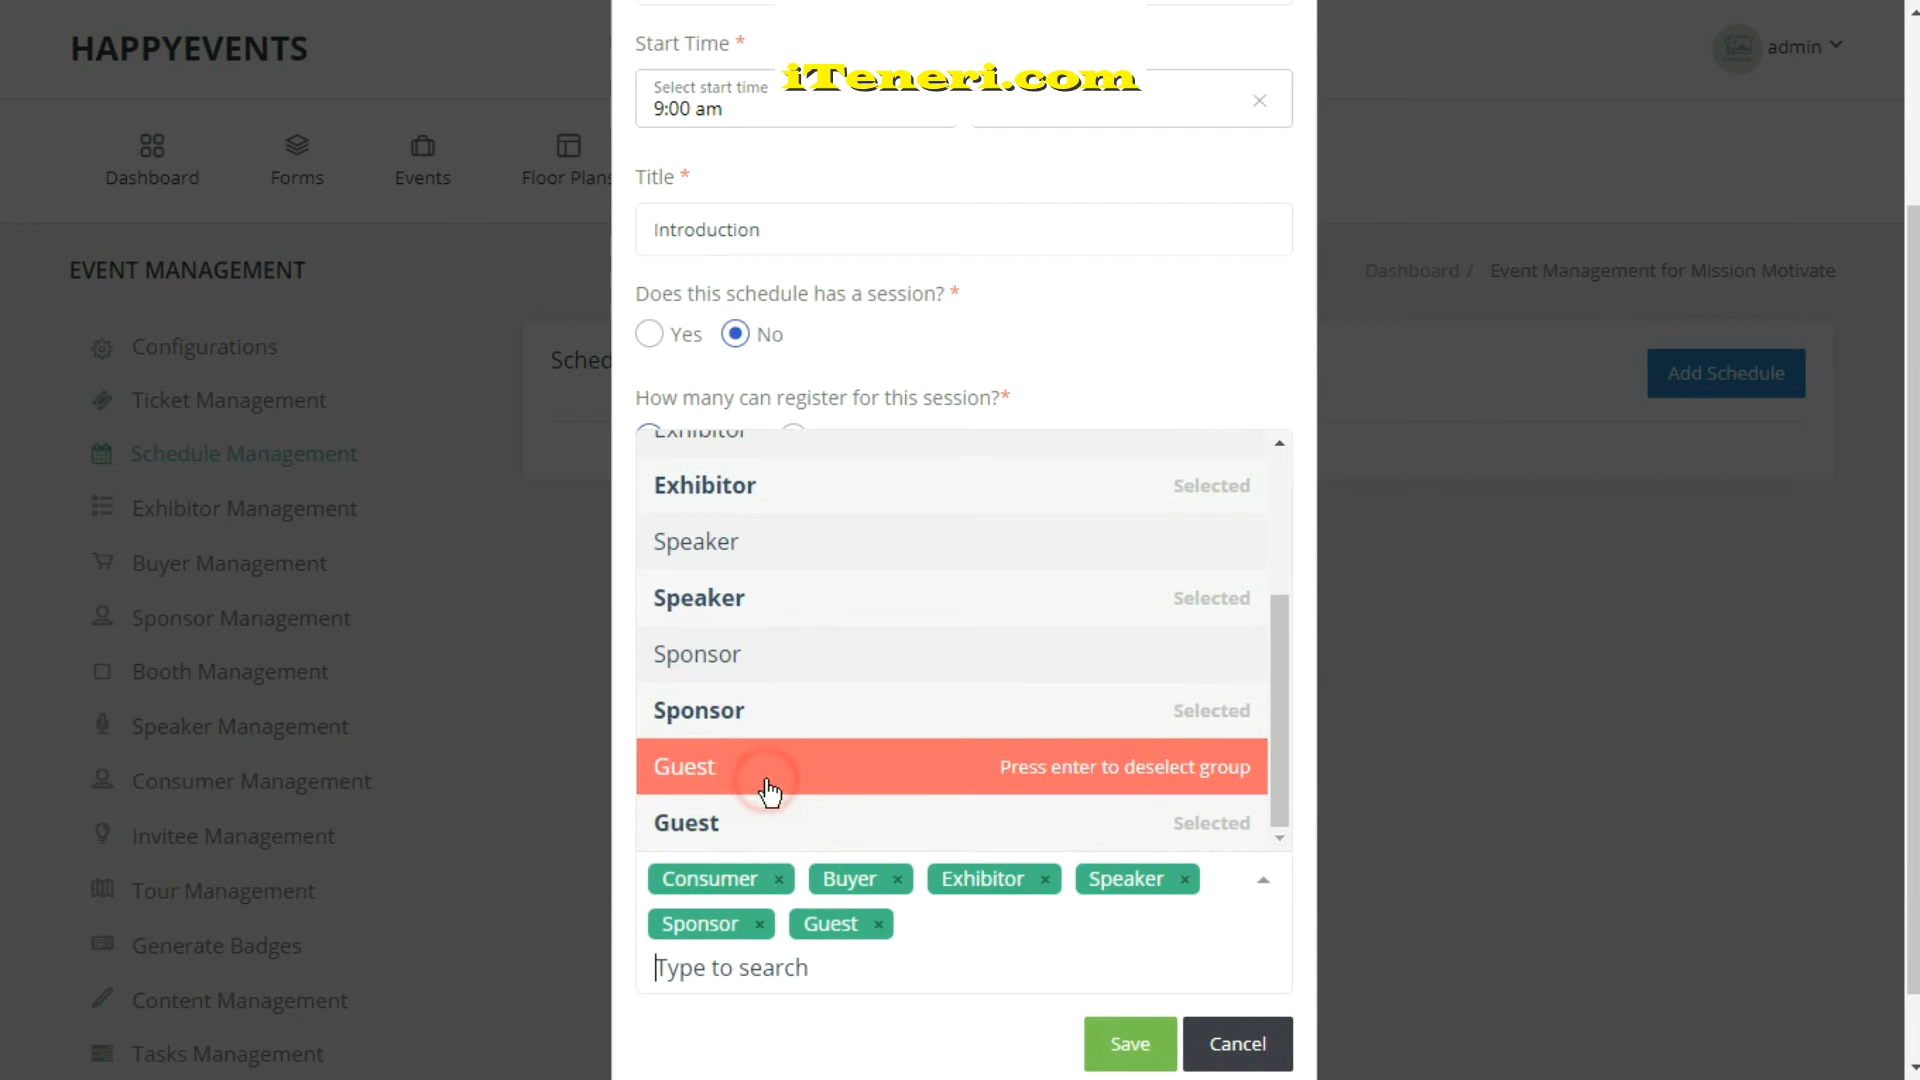 HAPPYEVENTS
admin
Dashboard
Forms
Events
Floor Plans
EVENT MANAGEMENT
Dashboard / Event Management for Mission Motivate
Configurations
Ticket Management
Schedule Management
Exhibitor Management
Buyer Management
Sponsor Management
Booth Management
Speaker Management
Consumer Management
Invitee Management
Tour Management
Generate Badges
Content Management
Tasks Management
Sched
Add Schedule
iTeneri.com
Start Time *
Select start time
9:00 am
Title *
Introduction
Does this schedule has a session? *
Yes
No
How many can register for this session?*
Exhibitor
Exhibitor Selected
Speaker
Speaker Selected
Sponsor
Sponsor Selected
Guest Press enter to deselect group
Guest Selected
Consumer × Buyer × Exhibitor × Speaker ×
Sponsor × Guest ×
Type to search
Save
Cancel